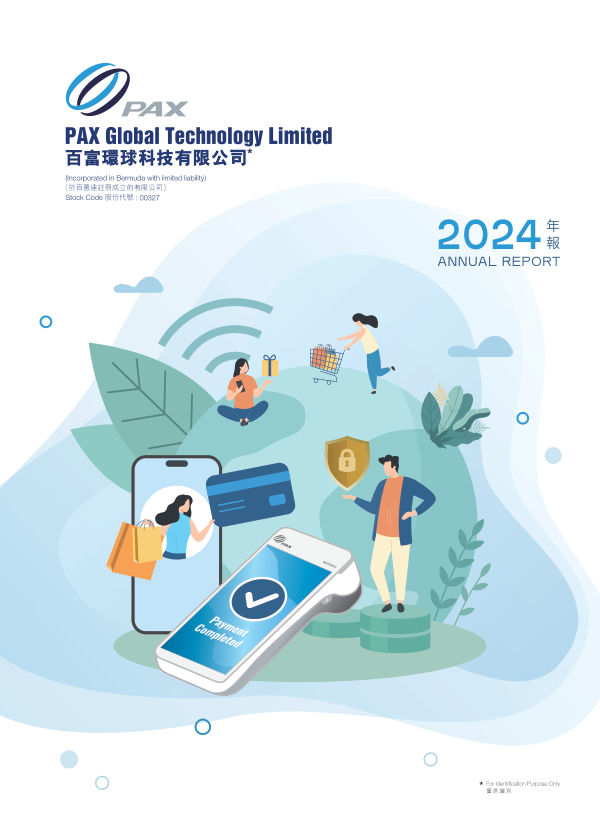 PAX
PAX Global Technology Limited
百富環球科技有限公司*
(Incorporated in Bermuda with limited liability)
(於百慕達註冊成立的有限公司)
Stock Code 股份代號 : 00327
2024 年報
ANNUAL REPORT
PAX
Payment
Completed
* For Identification Purpose Only
僅供識別